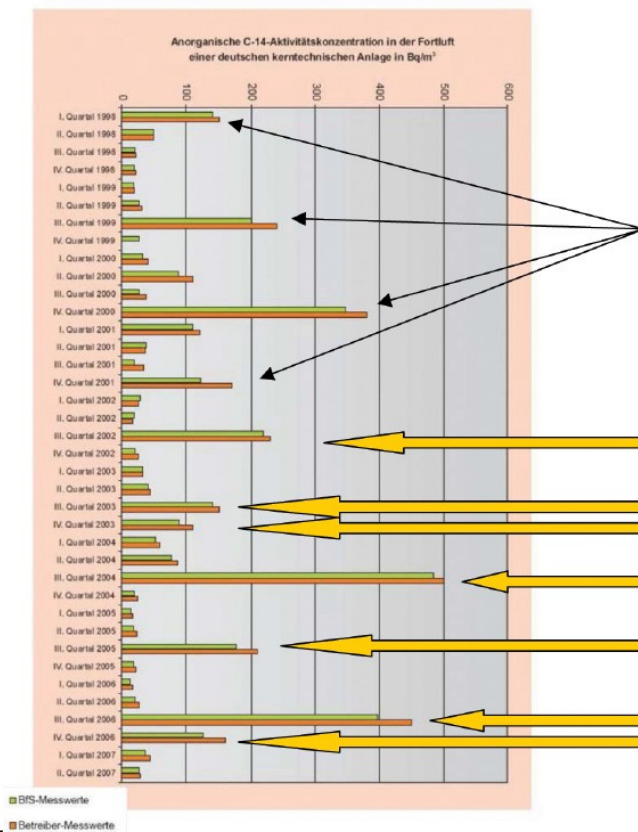 Anorganische C-14-Aktivitätskonzentration in der Fortluft
einer deutschen kerntechnischen Anlage in Bq/m³
0 100 200 300 400 500 600
I. Quartal 1998
II. Quartal 1998
III. Quartal 1998
IV. Quartal 1998
I. Quartal 1999
II. Quartal 1999
III. Quartal 1999
IV. Quartal 1999
I. Quartal 2000
II. Quartal 2000
III. Quartal 2000
IV. Quartal 2000
I. Quartal 2001
II. Quartal 2001
III. Quartal 2001
IV. Quartal 2001
I. Quartal 2002
II. Quartal 2002
III. Quartal 2002
IV. Quartal 2002
I. Quartal 2003
II. Quartal 2003
III. Quartal 2003
IV. Quartal 2003
I. Quartal 2004
II. Quartal 2004
III. Quartal 2004
IV. Quartal 2004
I. Quartal 2005
II. Quartal 2005
III. Quartal 2005
IV. Quartal 2005
I. Quartal 2006
II. Quartal 2006
III. Quartal 2006
IV. Quartal 2006
I. Quartal 2007
II. Quartal 2007
BfS-Messwerte
Betreiber-Messwerte